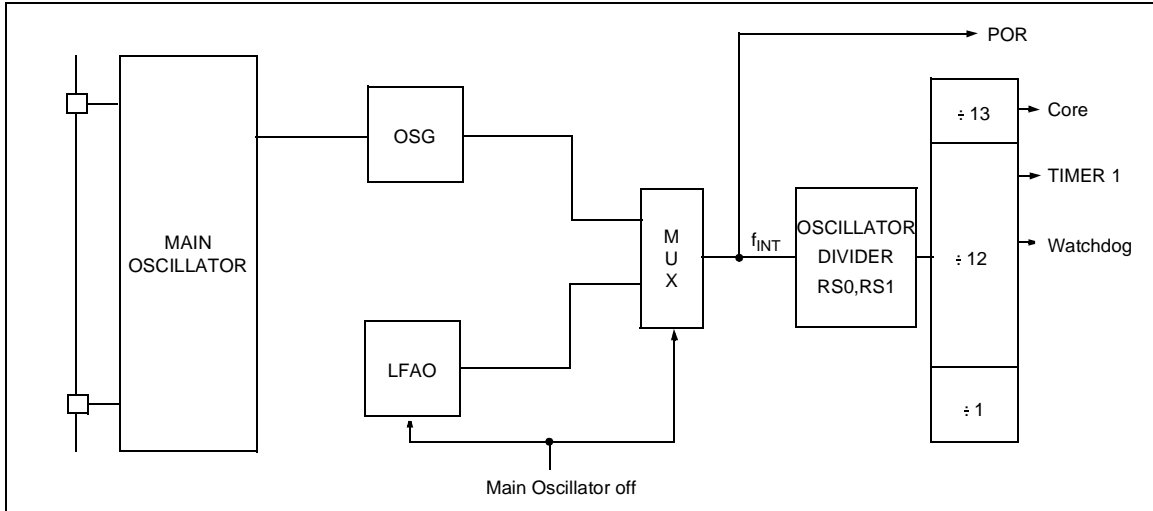 POR
MAIN
OSCILLATOR
OSG
LFAO
M
U
X
fINT
OSCILLATOR
DIVIDER
RS0,RS1
÷ 13
÷ 12
÷ 1
Core
TIMER 1
Watchdog
Main Oscillator off